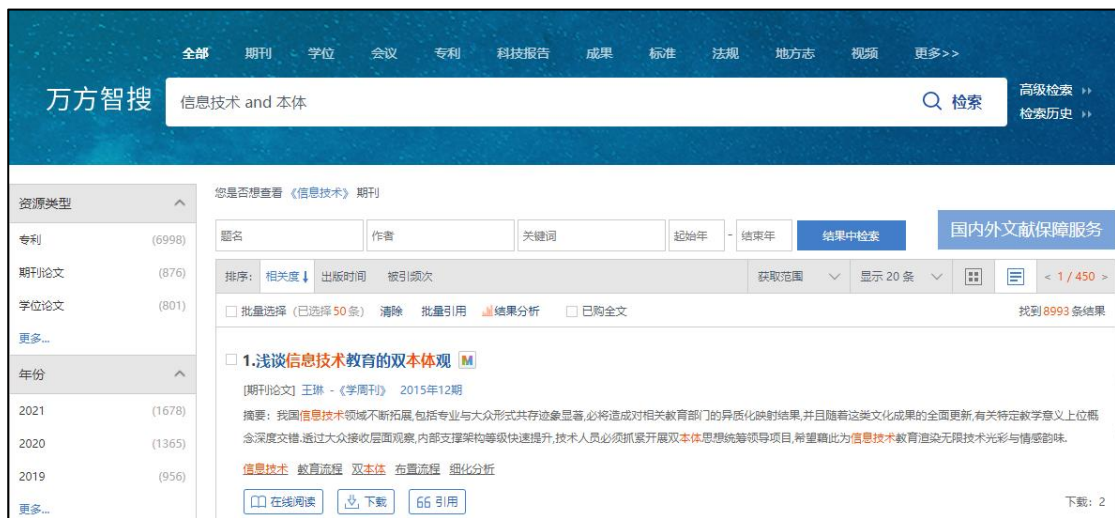 全部 期刊 学位 会议 专利 科技报告 成果 标准 法规 地方志 视频 更多>>
万方智搜 信息技术 and 本体 检索 高级检索
检索历史
资源类型
专利 (6998)
期刊论文 (876)
学位论文 (801)
更多...
年份
2021 (1678)
2020 (1365)
2019 (956)
更多...
您是否想查看《信息技术》期刊
题名 作者 关键词 起始年 - 结束年 结果中检索 国内外文献保障服务
排序: 相关度↓ 出版时间 被引频次 获取范围 显示 20 条 < 1 / 450 >
批量选择 (已选择 50 条) 清除 批量引用 结果分析 已购全文 找到 8993 条结果
1.浅谈信息技术教育的双本体观 M
[期刊论文] 王琳 - 《学周刊》 2015年12期
摘要：我国信息技术领域不断拓展,包括专业与大众形式共存迹象显著,必将造成对相关教育部门的异质化映射结果,并且随着这类文化成果的全面更新,有关特定教学意义上位概
念深度交错.透过大众接收层面观察,内部支撑架构等级快速提升,技术人员必须抓紧开展双本体思想统筹领导项目,希望藉此为信息技术教育渲染无限技术光彩与情感韵味.
信息技术 教育流程 双本体 布置流程 细化分析
在线阅读 下载 引用 下载: 2